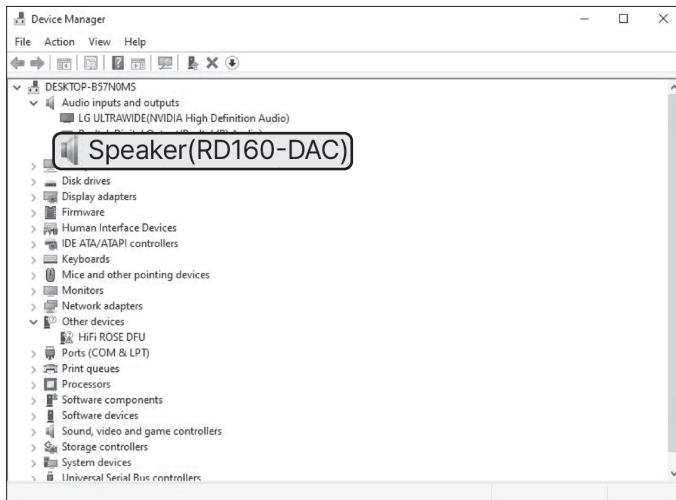 Device Manager
File Action View Help
DESKTOP-B57N0MS
Audio inputs and outputs
LG ULTRAWIDE(NVIDIA High Definition Audio)
Speaker(RD160-DAC)
Disk drives
Display adapters
Firmware
Human Interface Devices
IDE ATA/ATAPI controllers
Keyboards
Mice and other pointing devices
Monitors
Network adapters
Other devices
HiFi ROSE DFU
Ports (COM & LPT)
Print queues
Processors
Software components
Software devices
Sound, video and game controllers
Storage controllers
System devices
Universal Serial Bus controllers